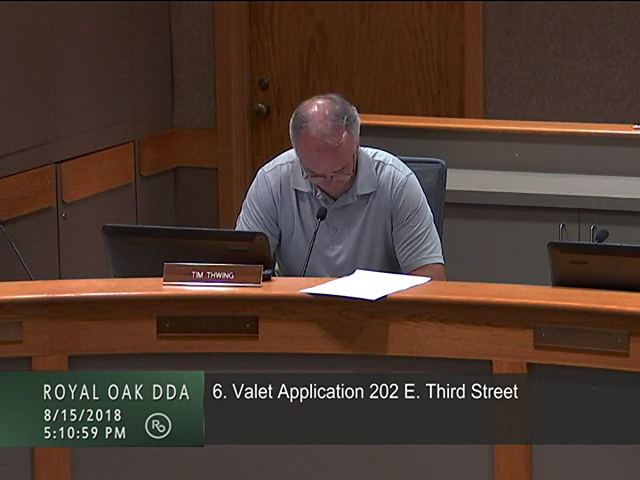 TIM THWING
ROYAL OAK DDA
8/15/2018
5:10:59 PM
RO
6. Valet Application 202 E. Third Street